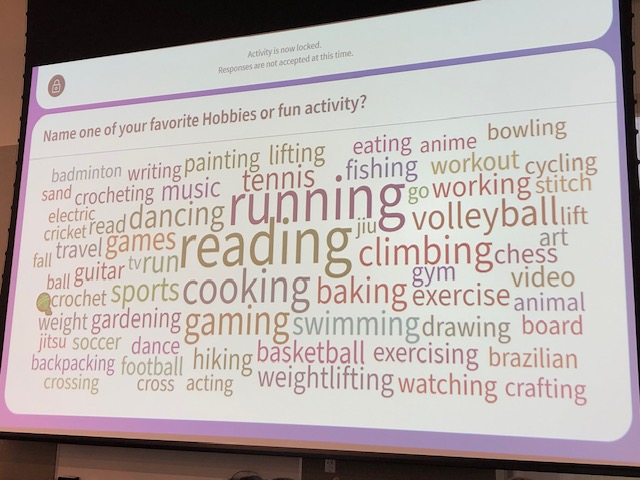 Activity is now locked.
Responses are not accepted at this time.
Name one of your favorite Hobbies or fun activity?
badminton writing painting lifting eating anime bowling
sand crocheting music tennis fishing workout cycling
electric running go working stitch
cricket read dancing jiu volleyball lift
fall travel games reading climbing chess art
ball guitar tv run gym video
crochet sports cooking baking exercise animal
weight gardening gaming swimming drawing board
jitsu soccer dance basketball exercising brazilian
backpacking football hiking
crossing cross acting weightlifting watching crafting